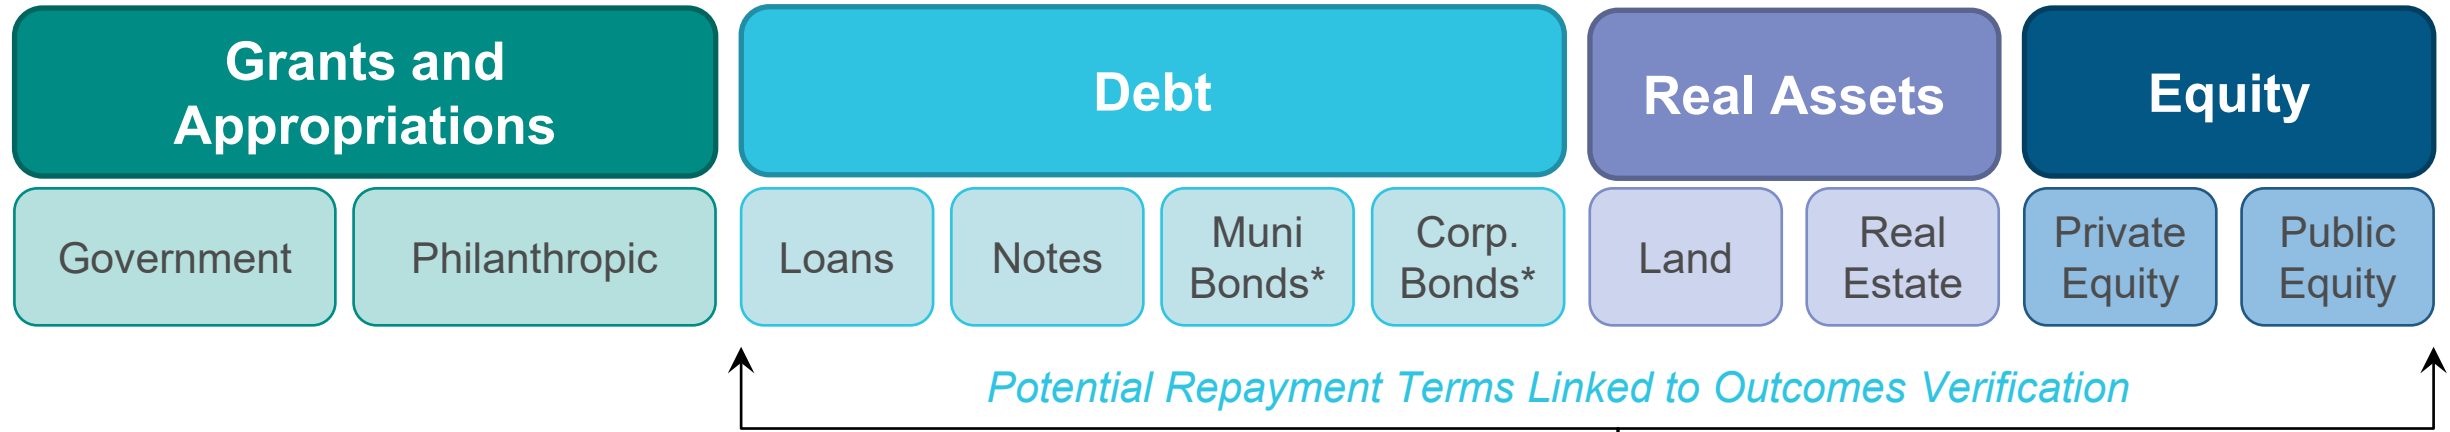 Grants and
Appropriations
Debt
Real Assets
Equity
Government
Philanthropic
Loans
Notes
Muni
Bonds*
Corp.
Bonds*
Land
Real
Estate
Private
Equity
Public
Equity
Potential Repayment Terms Linked to Outcomes Verification